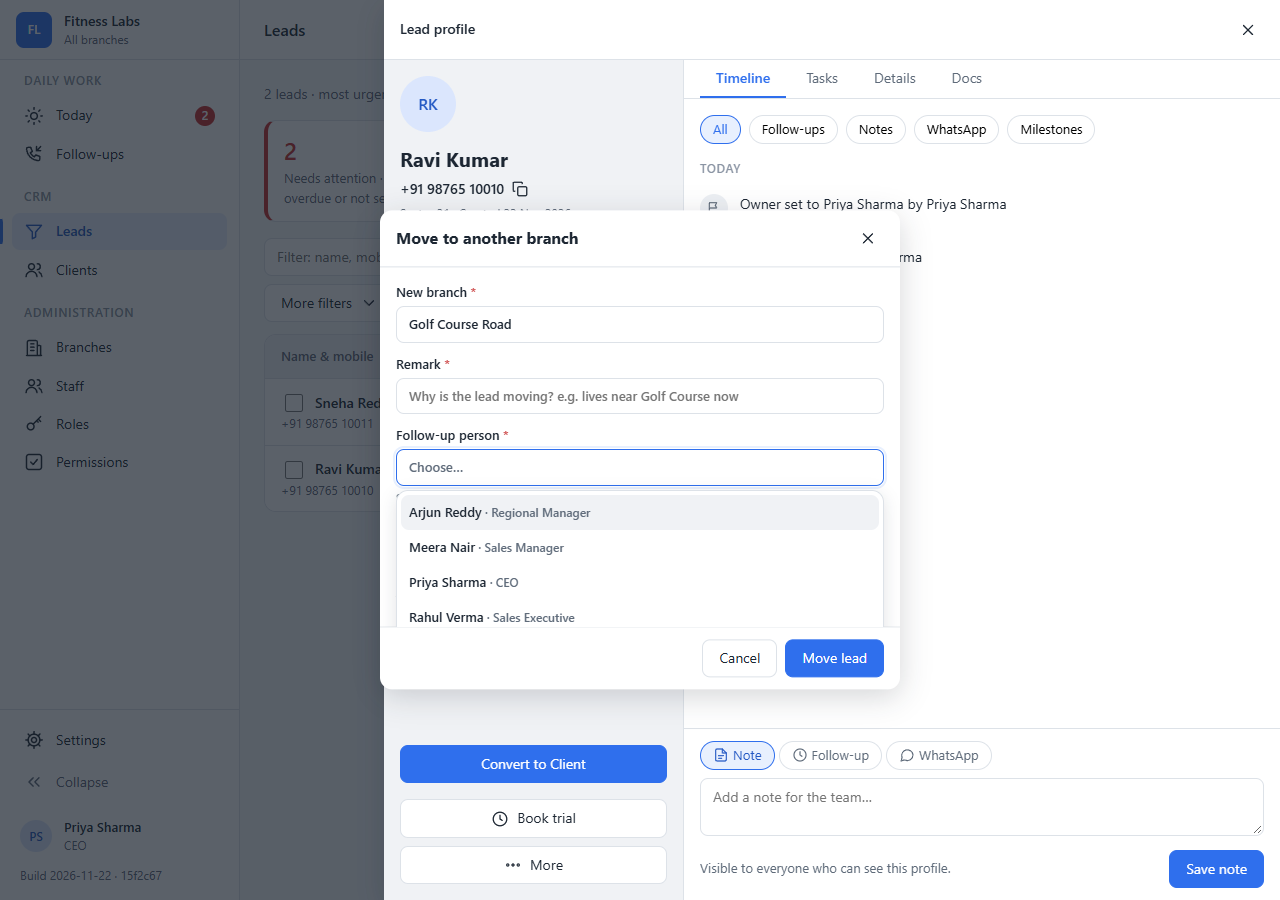 FL
Fitness Labs
All branches
DAILY WORK
Today
2
Follow-ups
CRM
Leads
Clients
ADMINISTRATION
Branches
Staff
Roles
Permissions
Settings
Collapse
PS
Priya Sharma
CEO
Build 2026-11-22 · 15f2c67
Leads
2 leads · most urge
2
Needs attention ·
overdue or not se
Filter: name, mob
More filters
Name & mobile
Sneha Red
+91 98765 10011
Ravi Kuma
+91 98765 10010
Lead profile
RK
Ravi Kumar
+91 98765 10010
Convert to Client
Book trial
More
Timeline
Tasks
Details
Docs
All
Follow-ups
Notes
WhatsApp
Milestones
TODAY
Owner set to Priya Sharma by Priya Sharma
rma
Move to another branch
New branch *
Golf Course Road
Remark *
Why is the lead moving? e.g. lives near Golf Course now
Follow-up person *
Choose...
Arjun Reddy · Regional Manager
Meera Nair · Sales Manager
Priya Sharma · CEO
Rahul Verma · Sales Executive
Cancel
Move lead
Note
Follow-up
WhatsApp
Add a note for the team...
Visible to everyone who can see this profile.
Save note